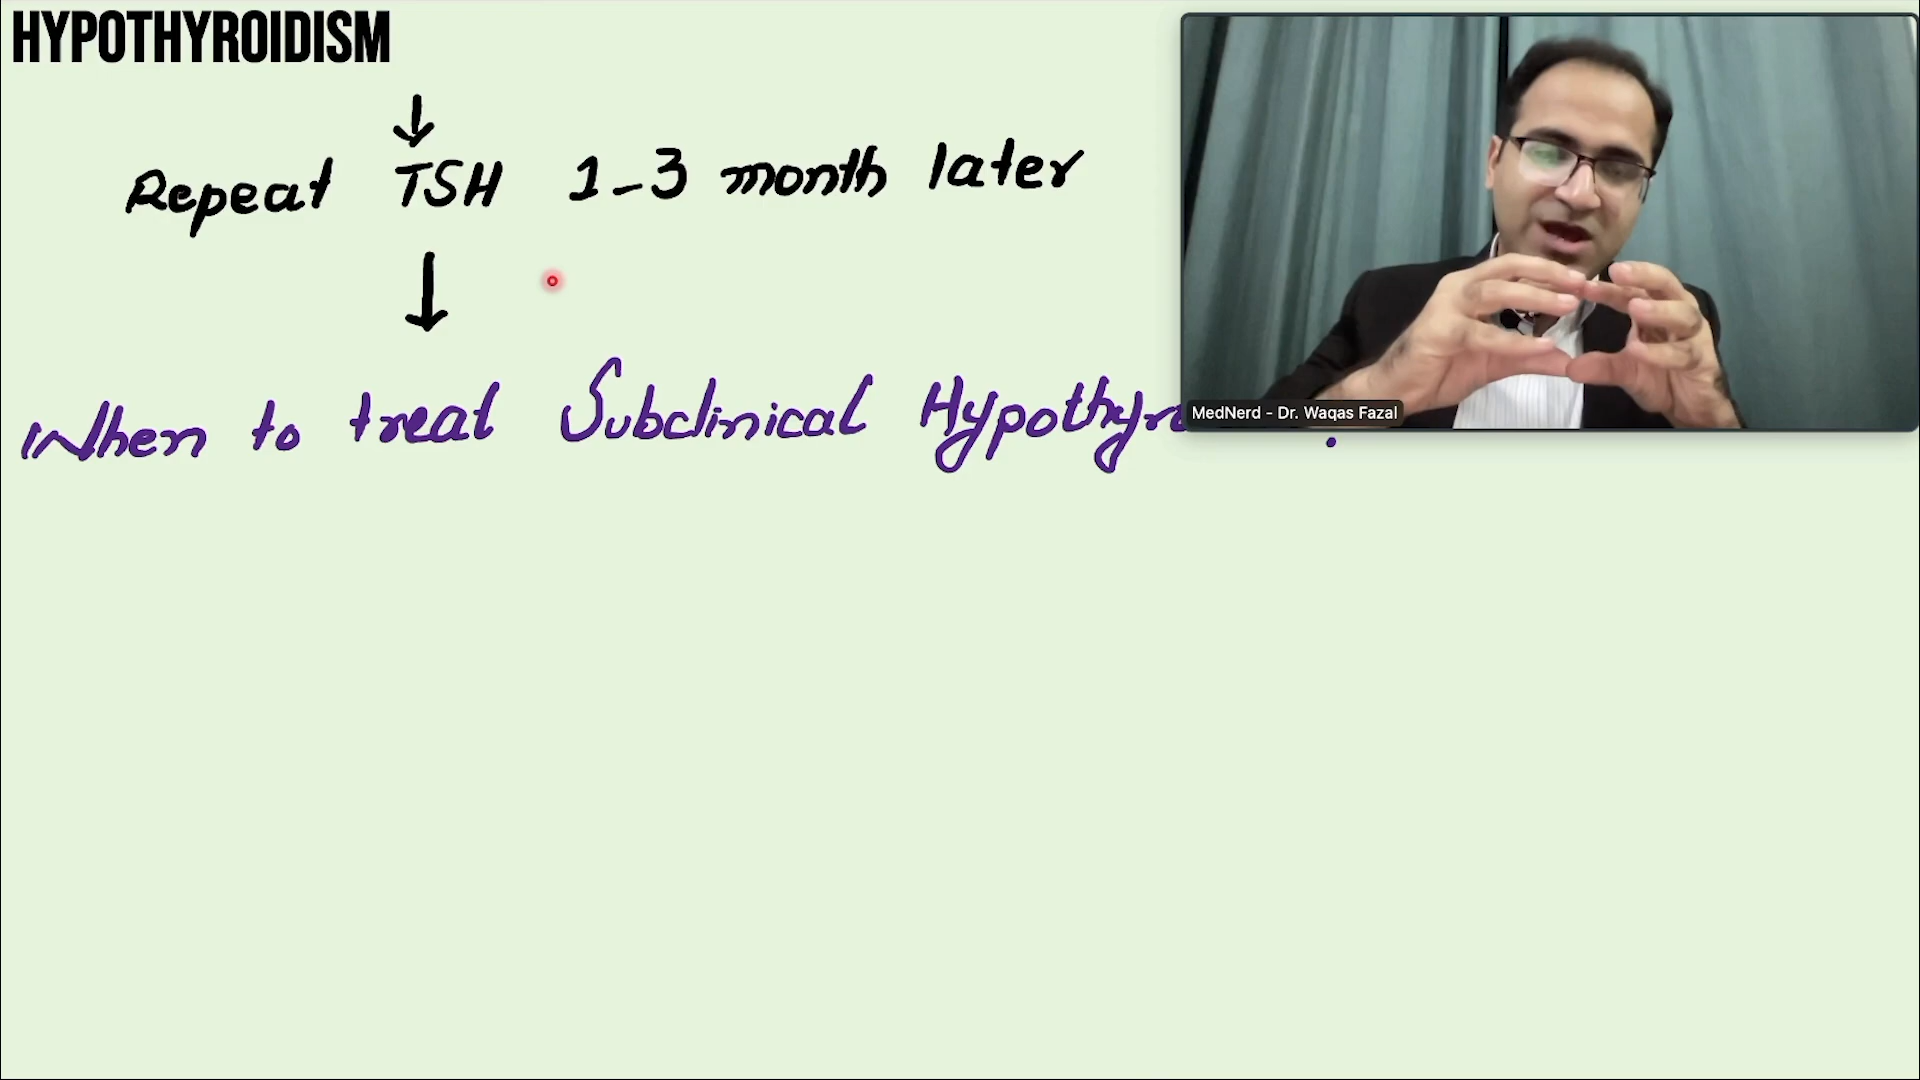 HYPOTHYROIDISM
Repeat TSH 1-3 month later
When to treat Subclinical
MedNerd - Dr. Waqas Fazal